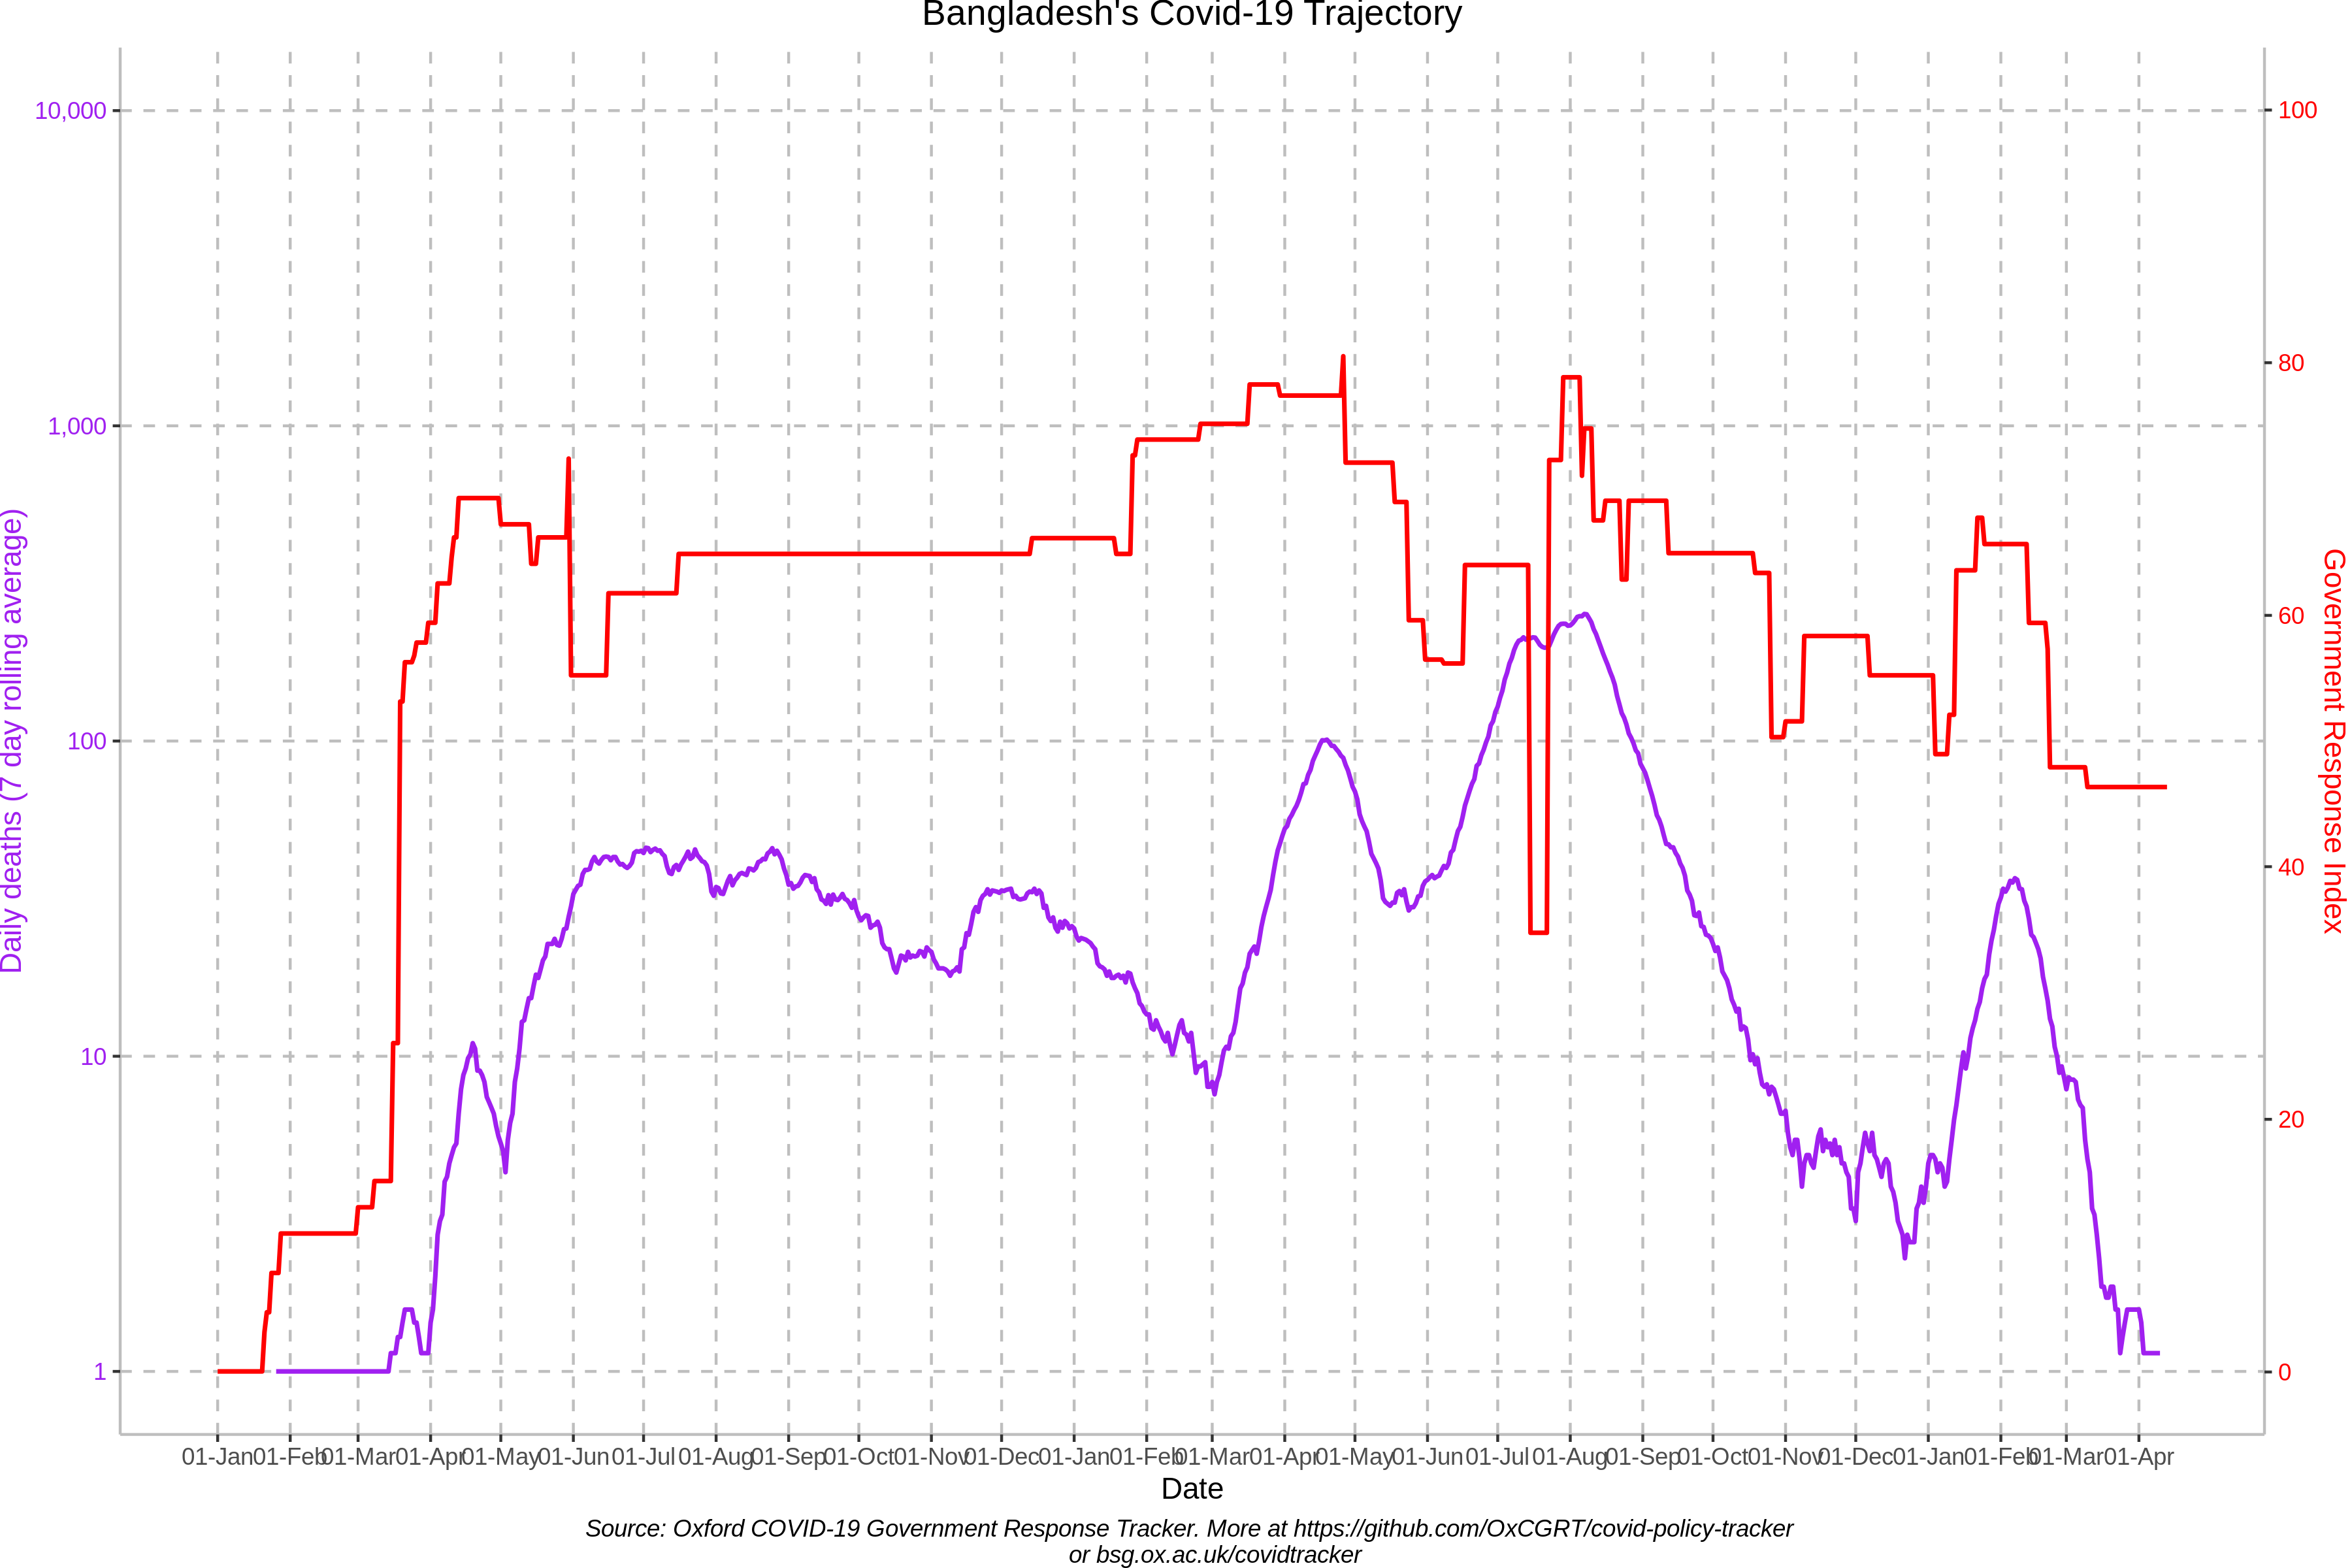 Bangladesh's Covid-19 Trajectory
10,000
1,000
100
10
1
Daily deaths (7 day rolling average)
100
80
60
40
20
0
Government Response Index
01-Jan 01-Feb 01-Mar 01-Apr 01-May 01-Jun 01-Jul 01-Aug 01-Sep 01-Oct 01-Nov 01-Dec 01-Jan 01-Feb 01-Mar 01-Apr 01-May 01-Jun 01-Jul 01-Aug 01-Sep 01-Oct 01-Nov 01-Dec 01-Jan 01-Feb 01-Mar 01-Apr
Date
Source: Oxford COVID-19 Government Response Tracker. More at https://github.com/OxCGRT/covid-policy-tracker
or bsg.ox.ac.uk/covidtracker